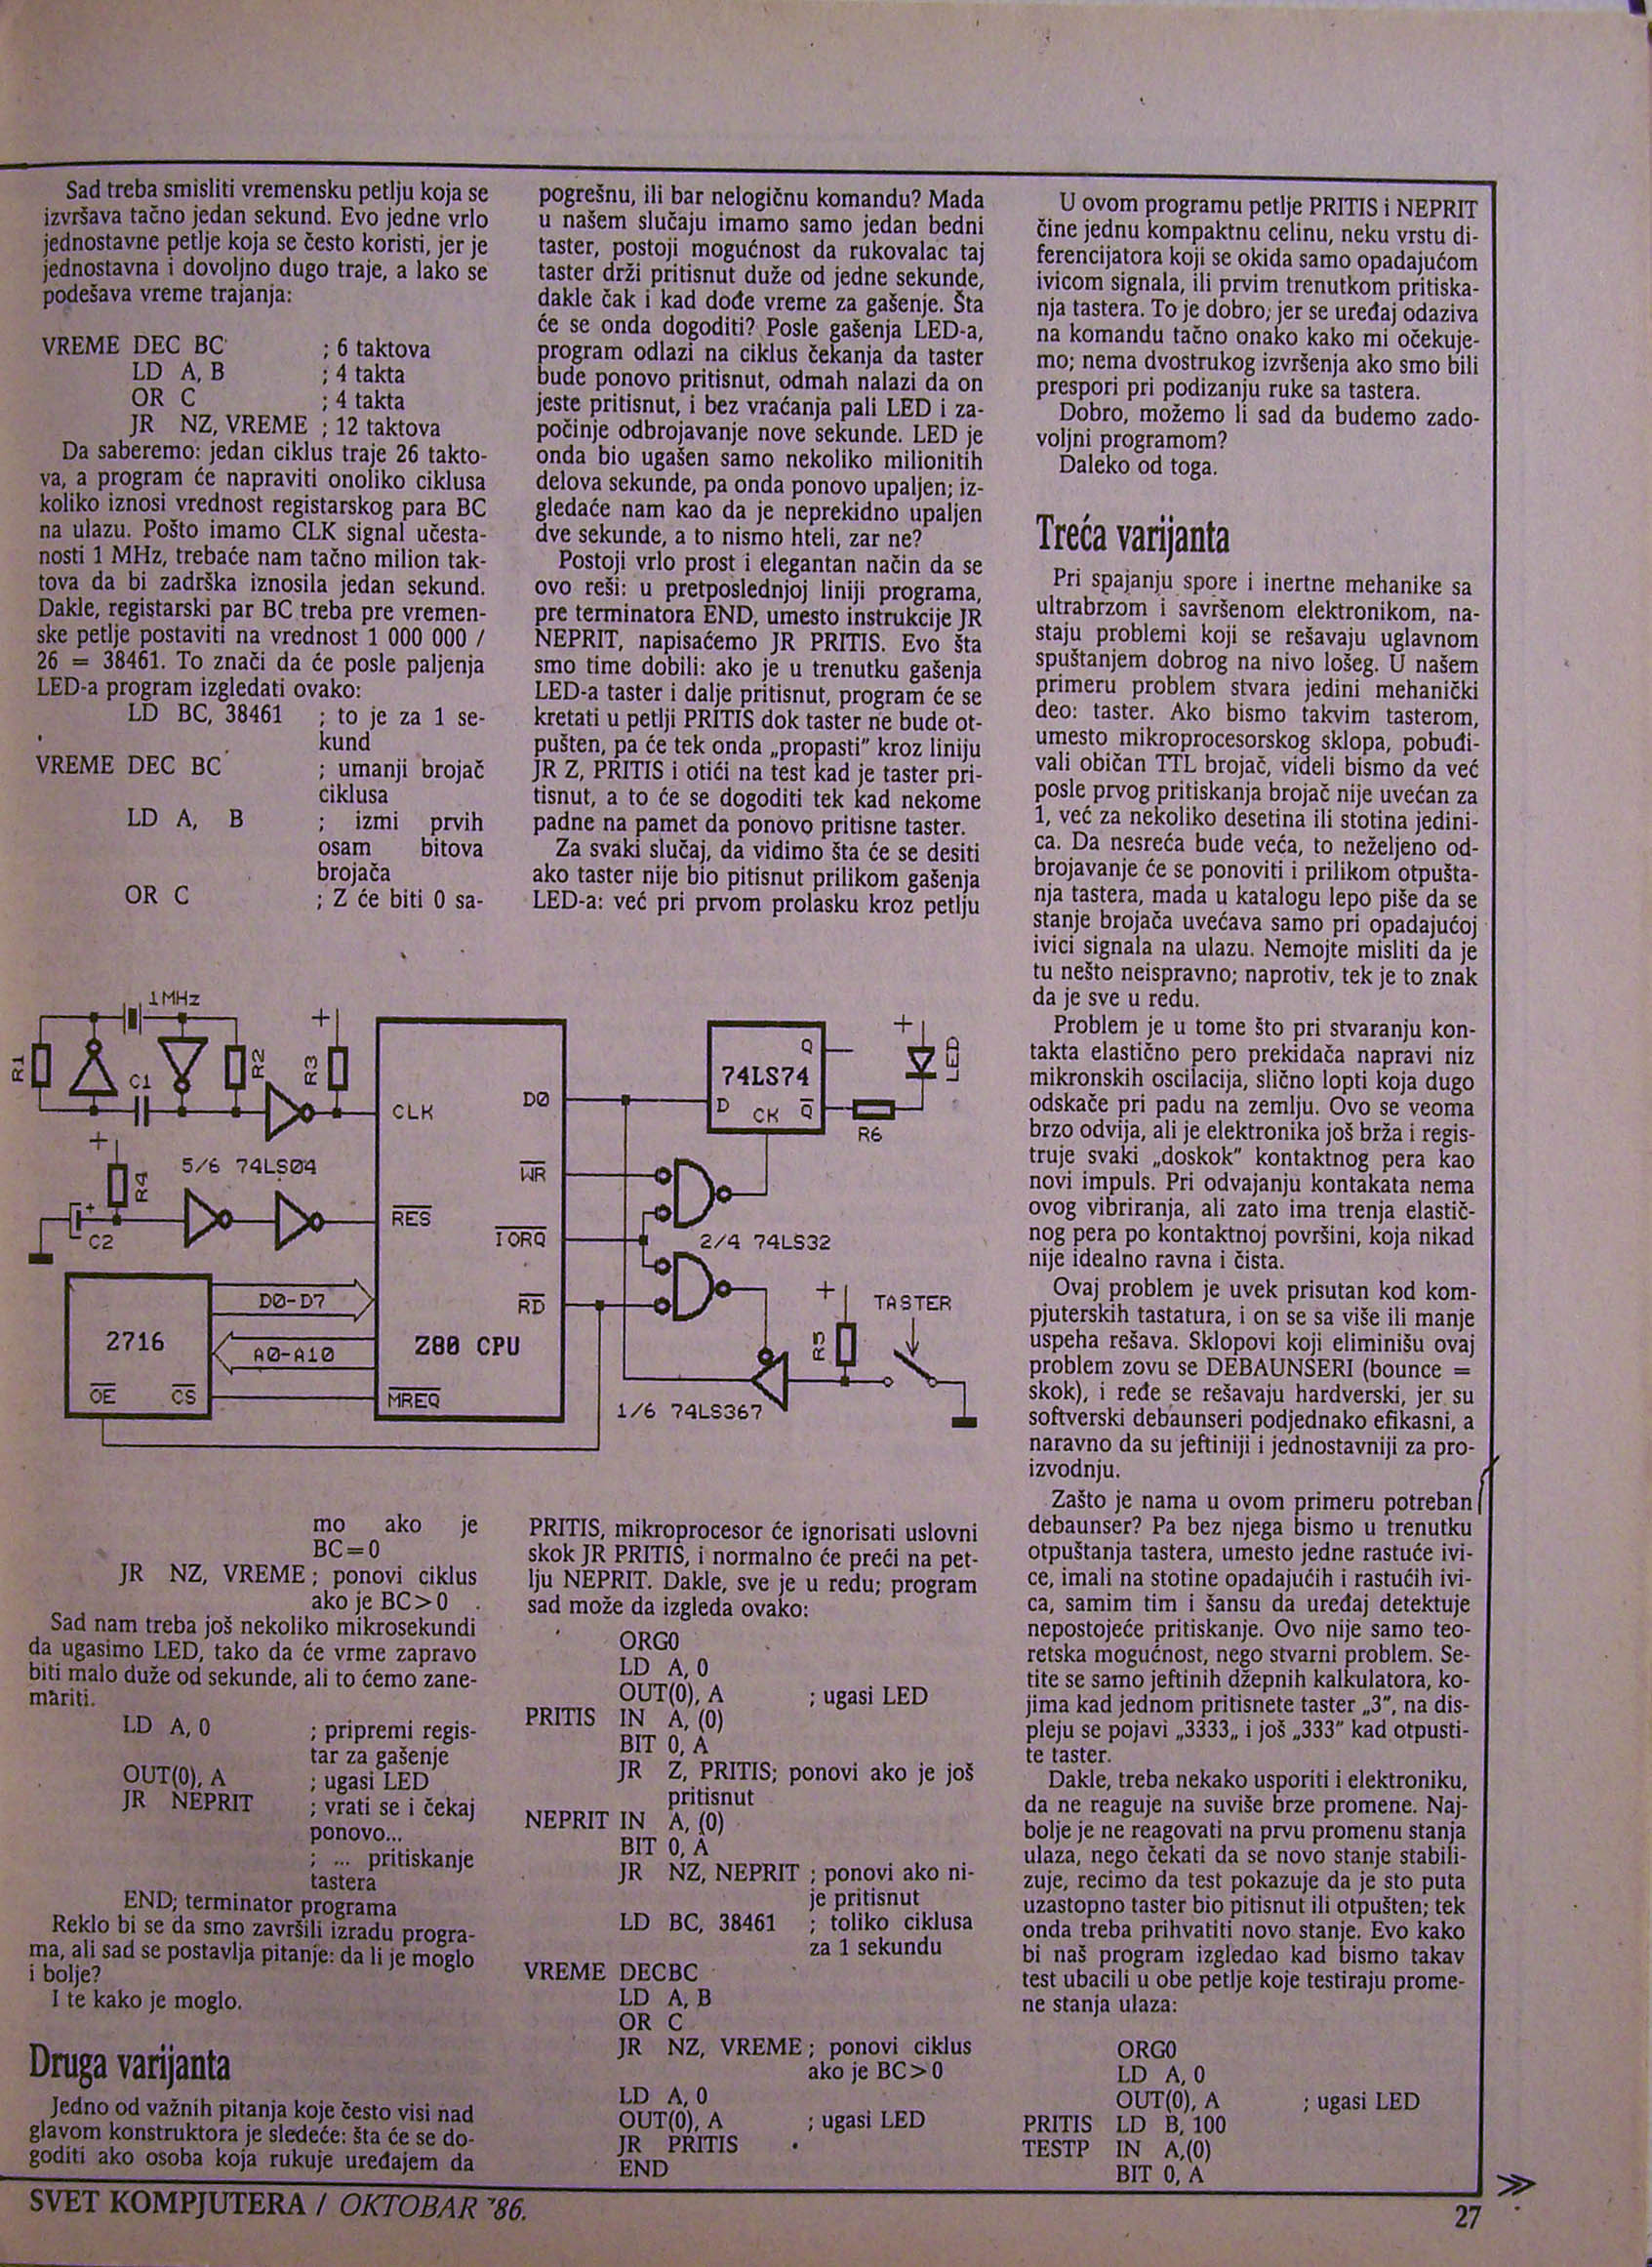 Sad treba smisliti vremensku petlju koja se
izvršava tačno jedan sekund. Evo jedne vrlo
jednostavne petlje koja se često koristi, jer je
jednostavna i dovoljno dugo traje, a lako se
podešava vreme trajanja:
VREME DEC BC ; 6 taktova
LD A, B ; 4 takta
OR C ; 4 takta
JR NZ, VREME ; 12 taktova
Da saberemo: jedan ciklus traje 26 takto-
va, a program će napraviti onoliko ciklusa
koliko iznosi vrednost registarskog para BC
na ulazu. Pošto imamo CLK signal učesta-
nosti 1 MHz, trebaće nam tačno milion tak-
tova da bi zadrška iznosila jedan sekund.
Dakle, registarski par BC treba pre vremen-
ske petlje postaviti na vrednost 1 000 000 /
26 = 38461. To znači da će posle paljenja
LED-a program izgledati ovako:
LD BC, 38461 ; to je za 1 se-
kund
VREME DEC BC ; umanji brojač
ciklusa
LD A, B ; izmi prvih
osam bitova
brojača
OR C ; Z će biti 0 sa-
mo ako je
BC=0
JR NZ, VREME ; ponovi ciklus
ako je BC>0
Sad nam treba još nekoliko mikrosekundi
da ugasimo LED, tako da će vrme zapravo
biti malo duže od sekunde, ali to ćemo zane-
mariti.
LD A, 0 ; pripremi regis-
tar za gašenje
OUT(0), A ; ugasi LED
JR NEPRIT ; vrati se i čekaj
ponovo...
; ... pritiskanje
tastera
END; terminator programa
Reklo bi se da smo završili izradu progra-
ma, ali sad se postavlja pitanje: da li je moglo
i bolje?
I te kako je moglo.
Druga varijanta
Jedno od važnih pitanja koje često visi nad
glavom konstruktora je sledeće: šta će se do-
goditi ako osoba koja rukuje uređajem da
pogrešnu, ili bar nelogičnu komandu? Mada
u našem slučaju imamo samo jedan bedni
taster, postoji mogućnost da rukovalac taj
taster drži pritisnut duže od jedne sekunde,
dakle čak i kad dođe vreme za gašenje. Šta
će se onda dogoditi? Posle gašenja LED-a,
program odlazi na ciklus čekanja da taster
bude ponovo pritisnut, odmah nalazi da on
jeste pritisnut, i bez vraćanja pali LED i za-
počinje odbrojavanje nove sekunde. LED je
onda bio ugašen samo nekoliko milionitih
delova sekunde, pa onda ponovo upaljen; iz-
gledaće nam kao da je neprekidno upaljen
dve sekunde, a to nismo hteli, zar ne?
Postoji vrlo prost i elegantan način da se
ovo reši: u pretposlednjoj liniji programa,
pre terminatora END, umesto instrukcije JR
NEPRIT, napisaćemo JR PRITIS. Evo šta
smo time dobili: ako je u trenutku gašenja
LED-a taster i dalje pritisnut, program će se
kretati u petlji PRITIS dok taster ne bude ot-
pušten, pa će tek onda „propasti” kroz liniju
JR Z, PRITIS i otići na test kad je taster pri-
tisnut, a to će se dogoditi tek kad nekome
padne na pamet da ponovo pritisne taster.
Za svaki slučaj, da vidimo šta će se desiti
ako taster nije bio pitisnut prilikom gašenja
LED-a: već pri prvom prolasku kroz petlju
PRITIS, mikroprocesor će ignorisati uslovni
skok JR PRITIS, i normalno će preći na pet-
lju NEPRIT. Dakle, sve je u redu; program
sad može da izgleda ovako:
ORG0
LD A, 0
OUT(0), A ; ugasi LED
PRITIS IN A, (0)
BIT 0, A
JR Z, PRITIS; ponovi ako je još
pritisnut
NEPRIT IN A, (0)
BIT 0, A
JR NZ, NEPRIT ; ponovi ako ni-
je pritisnut
LD BC, 38461 ; toliko ciklusa
za 1 sekundu
VREME DECBC
LD A, B
OR C
JR NZ, VREME ; ponovi ciklus
ako je BC>0
LD A, 0
OUT(0), A ; ugasi LED
JR PRITIS
END
U ovom programu petlje PRITIS i NEPRIT
čine jednu kompaktnu celinu, neku vrstu di-
ferencijatora koji se okida samo opadajućom
ivicom signala, ili prvim trenutkom pritiska-
nja tastera. To je dobro, jer se uređaj odaziva
na komandu tačno onako kako mi očekuje-
mo; nema dvostrukog izvršenja ako smo bili
prespori pri podizanju ruke sa tastera.
Dobro, možemo li sad da budemo zado-
voljni programom?
Daleko od toga.
Treća varijanta
Pri spajanju spore i inertne mehanike sa
ultrabrzom i savršenom elektronikom, na-
staju problemi koji se rešavaju uglavnom
spuštanjem dobrog na nivo lošeg. U našem
primeru problem stvara jedini mehanički
deo: taster. Ako bismo takvim tasterom,
umesto mikroprocesorskog sklopa, pobuđi-
vali običan TTL brojač, videli bismo da već
posle prvog pritiskanja brojač nije uvećan za
1, već za nekoliko desetina ili stotina jedini-
ca. Da nesreća bude veća, to neželjeno od-
brojavanje će se ponoviti i prilikom otpušta-
nja tastera, mada u katalogu lepo piše da se
stanje brojača uvećava samo pri opadajućoj
ivici signala na ulazu. Nemojte misliti da je
tu nešto neispravno; naprotiv, tek je to znak
da je sve u redu.
Problem je u tome što pri stvaranju kon-
takta elastično pero prekidača napravi niz
mikronskih oscilacija, slično lopti koja dugo
odskače pri padu na zemlju. Ovo se veoma
brzo odvija, ali je elektronika još brža i regis-
truje svaki „doskok” kontaktnog pera kao
novi impuls. Pri odvajanju kontakata nema
ovog vibriranja, ali zato ima trenja elastič-
nog pera po kontaktnoj površini, koja nikad
nije idealno ravna i čista.
Ovaj problem je uvek prisutan kod kom-
pjuterskih tastatura, i on se sa više ili manje
uspeha rešava. Sklopovi koji eliminišu ovaj
problem zovu se DEBAUNSERI (bounce =
skok), i ređe se rešavaju hardverski, jer su
softverski debaunseri podjednako efikasni, a
naravno da su jeftiniji i jednostavniji za pro-
izvodnju.
Zašto je nama u ovom primeru potreban
debaunser? Pa bez njega bismo u trenutku
otpuštanja tastera, umesto jedne rastuće ivi-
ce, imali na stotine opadajućih i rastućih ivi-
ca, samim tim i šansu da uređaj detektuje
nepostojeće pritiskanje. Ovo nije samo teo-
retska mogućnost, nego stvarni problem. Se-
tite se samo jeftinih džepnih kalkulatora, ko-
jima kad jednom pritisnete taster „3”, na dis-
pleju se pojavi „3333„ i još „333” kad otpusti-
te taster.
Dakle, treba nekako usporiti i elektroniku,
da ne reaguje na suviše brze promene. Naj-
bolje je ne reagovati na prvu promenu stanja
ulaza, nego čekati da se novo stanje stabili-
zuje, recimo da test pokazuje da je sto puta
uzastopno taster bio pitisnut ili otpušten; tek
onda treba prihvatiti novo stanje. Evo kako
bi naš program izgledao kad bismo takav
test ubacili u obe petlje koje testiraju prome-
ne stanja ulaza:
ORG0
LD A, 0
OUT(0), A ; ugasi LED
PRITIS LD B, 100
TESTP IN A,(0)
BIT 0, A
1MHz
R1
C1
R2
R3
+
CLK
D0
74LS74
Q
D
CK
Q
+
LED
R6
+
R4
5/6 74LS04
+
C2
RES
WR
IORQ
2/4 74LS32
RD
2716
D0-D7
A0-A10
OE
CS
Z80 CPU
MREQ
+
R5
TASTER
1/6 74LS367
SVET KOMPJUTERA / OKTOBAR ’86.
27